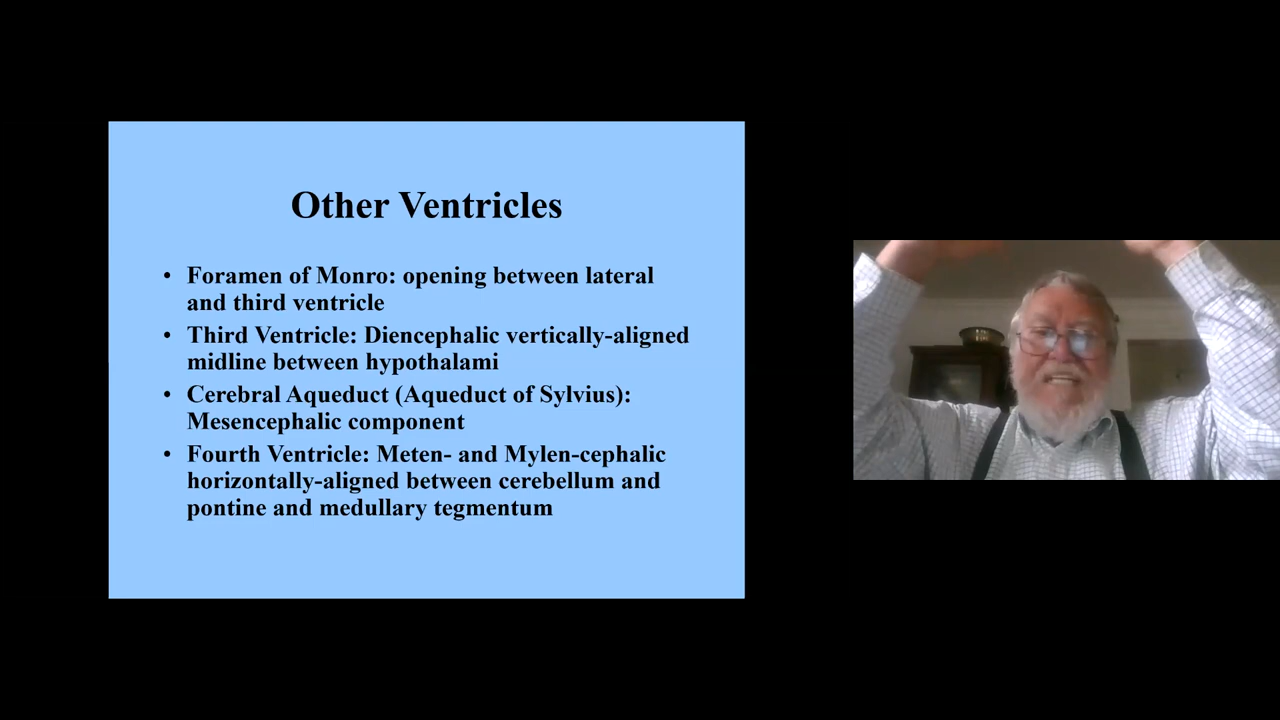 Other Ventricles
• Foramen of Monro: opening between lateral
and third ventricle
• Third Ventricle: Diencephalic vertically-aligned
midline between hypothalami
• Cerebral Aqueduct (Aqueduct of Sylvius):
Mesencephalic component
• Fourth Ventricle: Meten- and Mylen-cephalic
horizontally-aligned between cerebellum and
pontine and medullary tegmentum